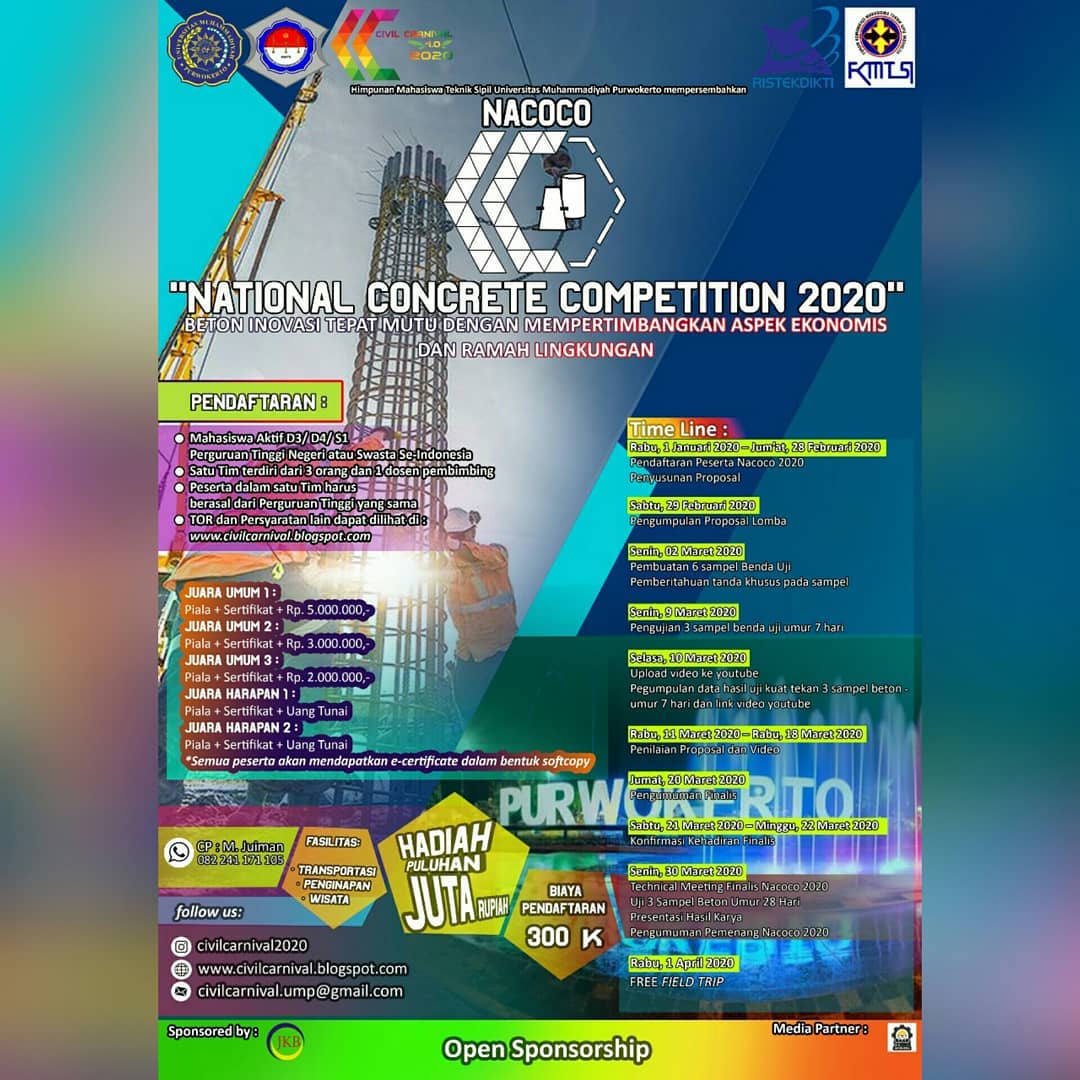 UNIVERSITAS MUHAMMADIYAH
PURWOKERTO
CIVIL CARNIVAL
1.0
2020
RISTEKDIKTI
Himpunan Mahasiswa Teknik Sipil Universitas Muhammadiyah Purwokerto mempersembahkan
NACOCO
"NATIONAL CONCRETE COMPETITION 2020"
BETON INOVASI TEPAT MUTU DENGAN MEMPERTIMBANGKAN ASPEK EKONOMIS
DAN RAMAH LINGKUNGAN
PENDAFTARAN :
Mahasiswa Aktif D3/ D4/ S1
Perguruan Tinggi Negeri atau Swasta Se-Indonesia
Satu Tim terdiri dari 3 orang dan 1 dosen pembimbing
Peserta dalam satu Tim harus
berasal dari Perguruan Tinggi yang sama
TOR dan Persyaratan lain dapat dilihat di :
www.civilcarnival.blogspot.com
JUARA UMUM 1 :
Piala + Sertifikat + Rp. 5.000.000,-
JUARA UMUM 2 :
Piala + Sertifikat + Rp. 3.000.000,-
JUARA UMUM 3 :
Piala + Sertifikat + Rp. 2.000.000,-
JUARA HARAPAN 1 :
Piala + Sertifikat + Uang Tunai
JUARA HARAPAN 2 :
Piala + Sertifikat + Uang Tunai
*Semua peserta akan mendapatkan e-certificate dalam bentuk softcopy
Time Line :
Rabu, 1 Januari 2020 – Jum'at, 28 Februari 2020
Pendaftaran Peserta Nacoco 2020
Penyusunan Proposal
Sabtu, 29 Februari 2020
Pengumpulan Proposal Lomba
Senin, 02 Maret 2020
Pembuatan 6 sampel Benda Uji
Pemberitahuan tanda khusus pada sampel
Senin, 9 Maret 2020
Pengujian 3 sampel benda uji umur 7 hari
Selasa, 10 Maret 2020
Upload video ke youtube
Pegumpulan data hasil uji kuat tekan 3 sampel beton -
umur 7 hari dan link video youtube
Rabu, 11 Maret 2020 – Rabu, 18 Maret 2020
Penilaian Proposal dan Video
Jumat, 20 Maret 2020
Pengumuman Finalis
Sabtu, 21 Maret 2020 – Minggu, 22 Maret 2020
Konfirmasi Kehadiran Finalis
Senin, 30 Maret 2020
Technical Meeting Finalis Nacoco 2020
Uji 3 Sampel Beton Umur 28 Hari
Presentasi Hasil Karya
Pengumuman Pemenang Nacoco 2020
Rabu, 1 April 2020
FREE FIELD TRIP
PURWOKERTO
CP : M. Juiman
082 241 171 105
FASILITAS:
· TRANSPORTASI
· PENGINAPAN
· WISATA
HADIAH
PULUHAN
JUTA RUPIAH
BIAYA
PENDAFTARAN
300 K
follow us:
civilcarnival2020
www.civilcarnival.blogspot.com
civilcarnival.ump@gmail.com
Sponsored by :
JKB
Open Sponsorship
Media Partner :